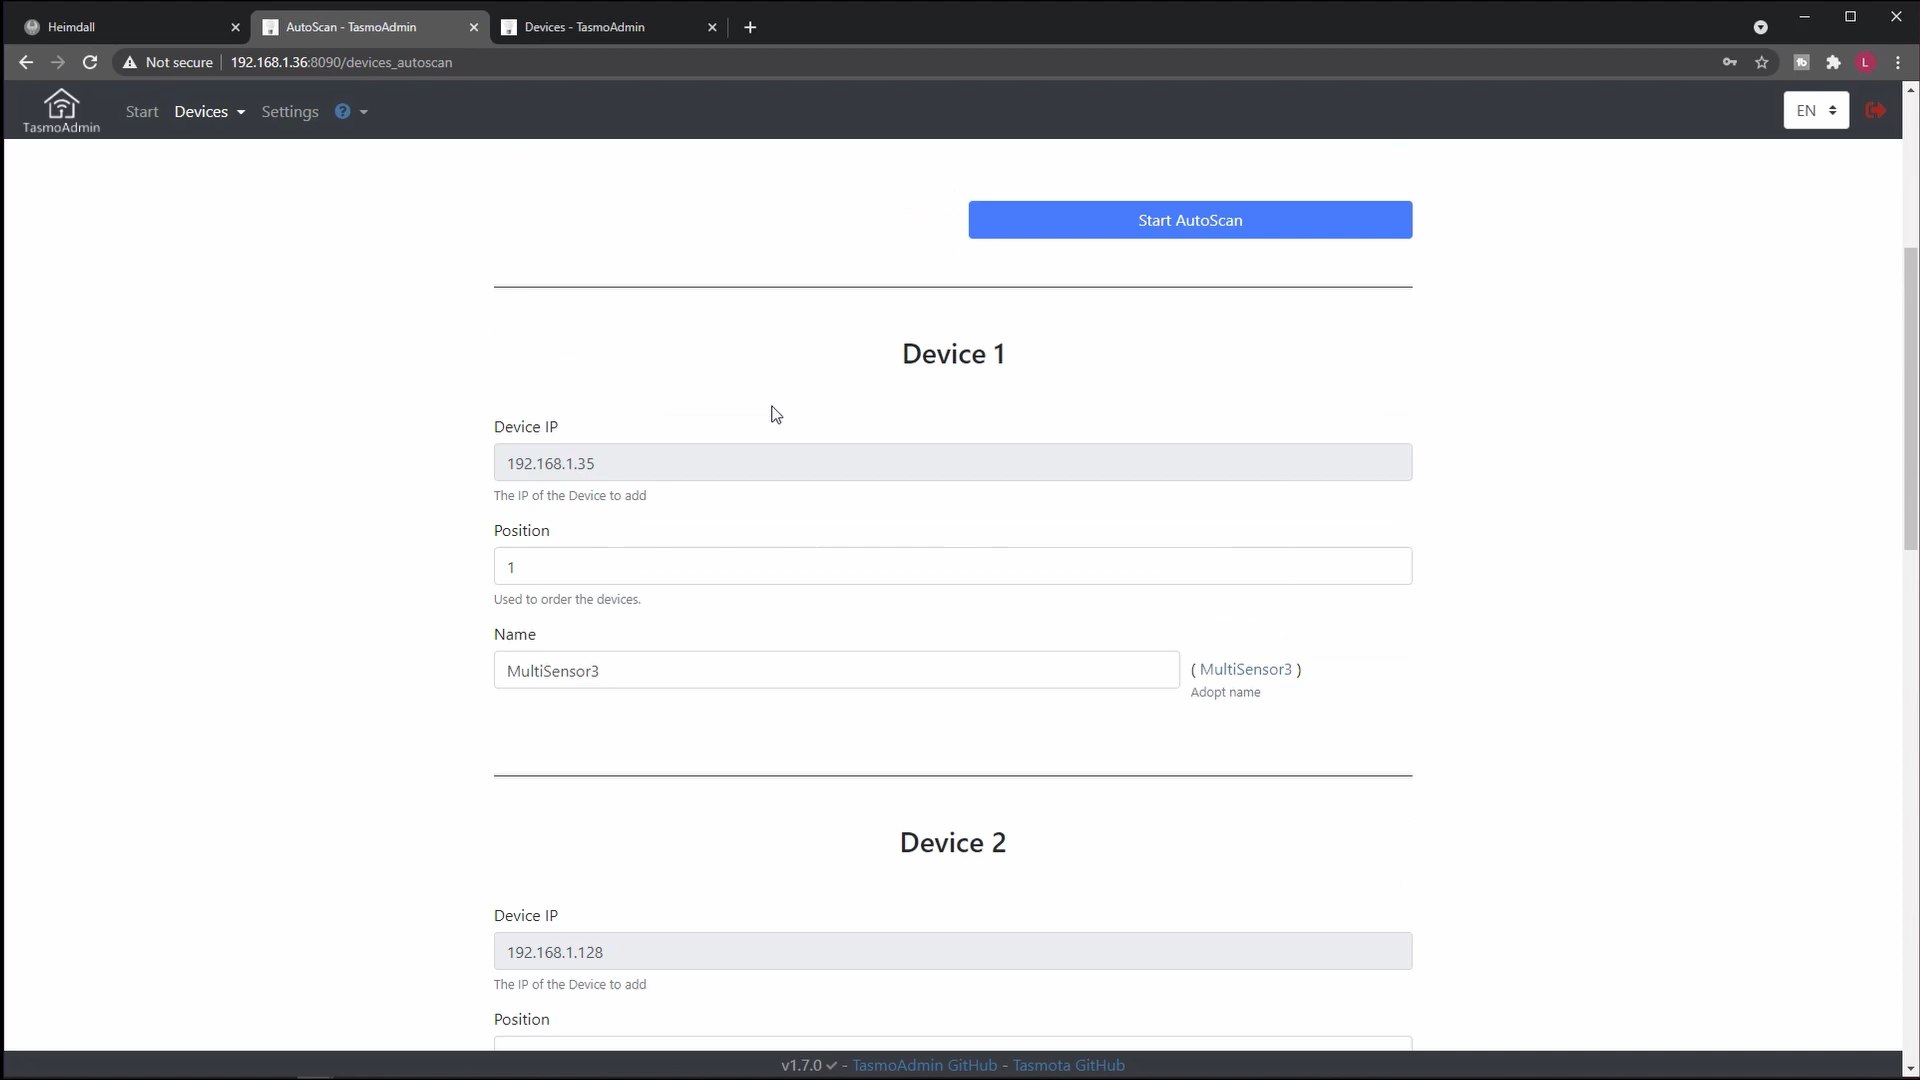 Heimdall
AutoScan - TasmoAdmin
Devices - TasmoAdmin
Not secure
192.168.1.36:8090/devices_autoscan
L
TasmoAdmin
Start
Devices
Settings
?
EN
Start AutoScan
Device 1
Device IP
192.168.1.35
The IP of the Device to add
Position
1
Used to order the devices.
Name
MultiSensor3
( MultiSensor3 )
Adopt name
Device 2
Device IP
192.168.1.128
The IP of the Device to add
Position
v1.7.0 ✓ - TasmoAdmin GitHub - Tasmota GitHub